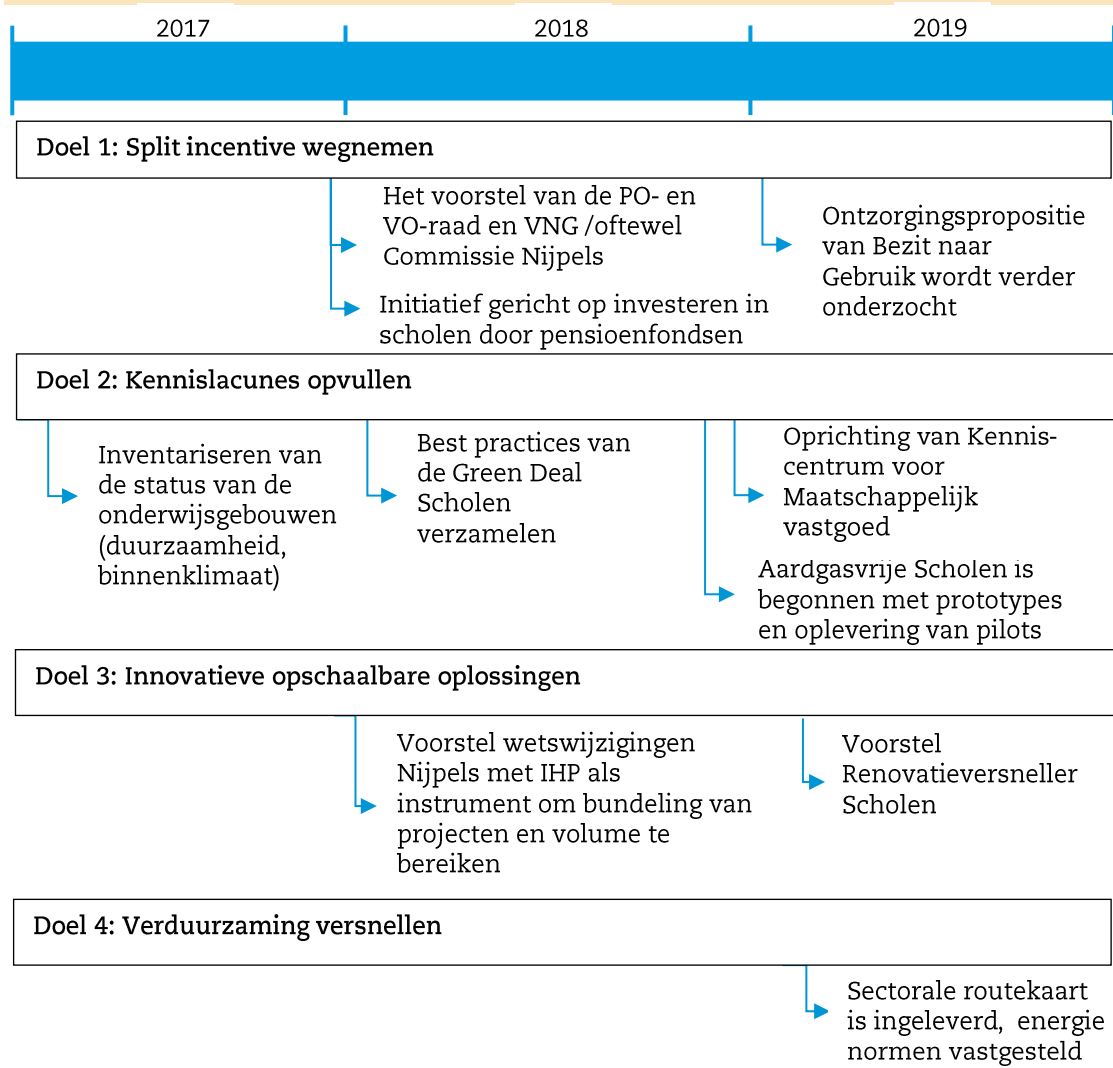 2017
2018
2019
Doel 1: Split incentive wegnemen
Het voorstel van de PO- en
VO-raad en VNG /oftewel
Commissie Nijpels
Initiatief gericht op investeren in
scholen door pensioenfondsen
Ontzorgingspropositie
van Bezit naar
Gebruik wordt verder
onderzocht
Doel 2: Kennislacunes opvullen
Inventariseren van
de status van de
onderwijsgebouwen
(duurzaamheid,
binnenklimaat)
Best practices van
de Green Deal
Scholen
verzamelen
Oprichting van Kennis-
centrum voor
Maatschappelijk
vastgoed
Aardgasvrije Scholen is
begonnen met prototypes
en oplevering van pilots
Doel 3: Innovatieve opschaalbare oplossingen
Voorstel wetswijzigingen
Nijpels met IHP als
instrument om bundeling van
projecten en volume te
bereiken
Voorstel
Renovatieversneller
Scholen
Doel 4: Verduurzaming versnellen
Sectorale routekaart
is ingeleverd, energie
normen vastgesteld